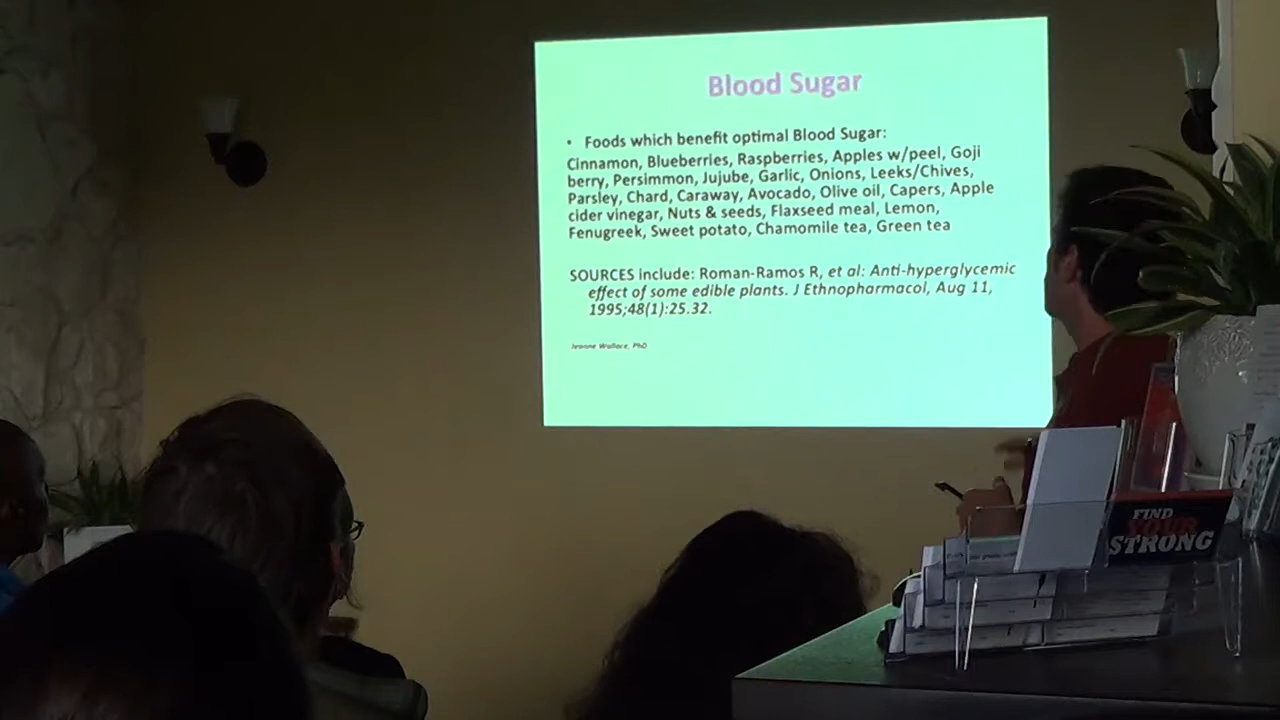 Blood Sugar
• Foods which benefit optimal Blood Sugar:
Cinnamon, Blueberries, Raspberries, Apples w/peel, Goji
berry, Persimmon, Jujube, Garlic, Onions, Leeks/Chives,
Parsley, Chard, Caraway, Avocado, Olive oil, Capers, Apple
cider vinegar, Nuts & seeds, Flaxseed meal, Lemon,
Fenugreek, Sweet potato, Chamomile tea, Green tea
SOURCES include: Roman-Ramos R, et al: Anti-hyperglycemic
effect of some edible plants. J Ethnopharmacol, Aug 11,
1995;48(1):25.32.
Wallace, PhD
FIND
YOUR
STRONG